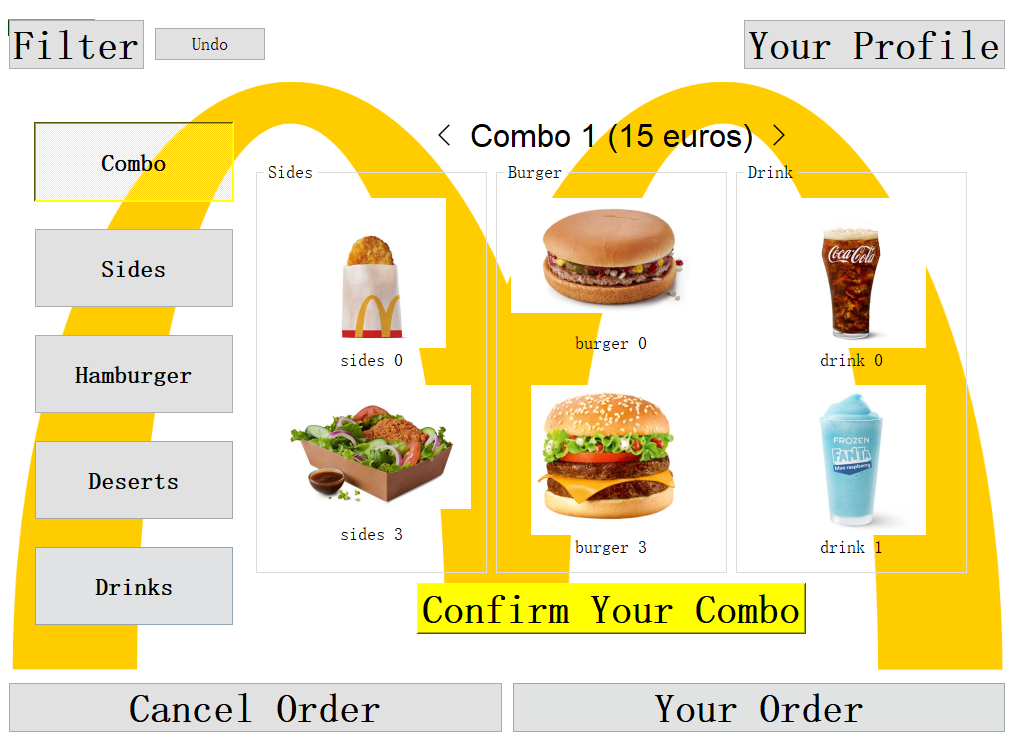 Filter
Undo
Your Profile
< Combo 1 (15 euros) >
Combo
Sides
Hamburger
Deserts
Drinks
Sides
Burger
Drink
Coca-Cola
sides 0
burger 0
drink 0
FROZEN
FANTA
blue raspberry
sides 3
burger 3
drink 1
Confirm Your Combo
Cancel Order
Your Order